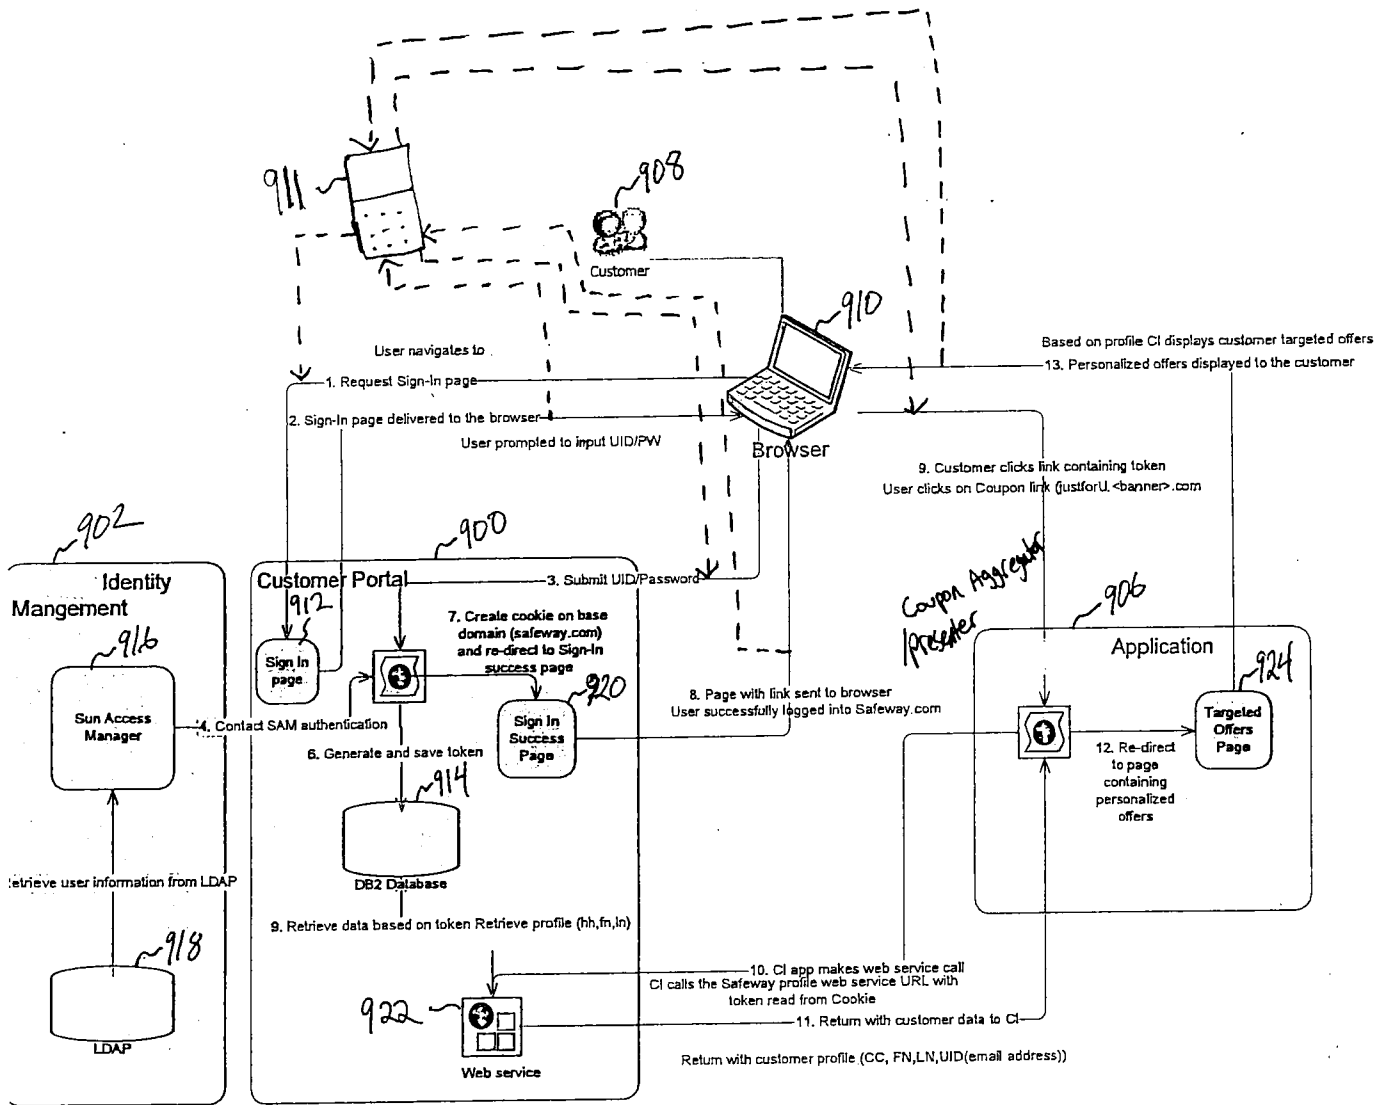 911
908
Customer
910
User navigates to
Based on profile CI displays customer targeted offers
1. Request Sign-In page
13. Personalized offers displayed to the customer
2. Sign-In page delivered to the browser
User prompted to input UID/PW
Browser
9. Customer clicks link containing token
User clicks on Coupon link (justforU.<banner>.com
902
900
Identity
Mangement
Customer Portal
3. Submit UID/Password
Coupon Aggregator
/presenter
906
912
7. Create cookie on base
domain (safeway.com)
and re-direct to Sign-In
success page
916
Sign In
page
Application
920
924
8. Page with link sent to browser
User successfully logged into Safeway.com
Sun Access
Manager
4. Contact SAM authentication
Sign In
Success
Page
Targeted
Offers
Page
6. Generate and save token
12. Re-direct
to page
containing
personalized
offers
914
etrieve user information from LDAP
DB2 Database
9. Retrieve data based on token Retrieve profile (hh,fn,ln)
918
10. CI app makes web service call
CI calls the Safeway profile web service URL with
token read from Cookie
922
11. Return with customer data to CI
LDAP
Web service
Return with customer profile (CC, FN,LN,UID(email address))